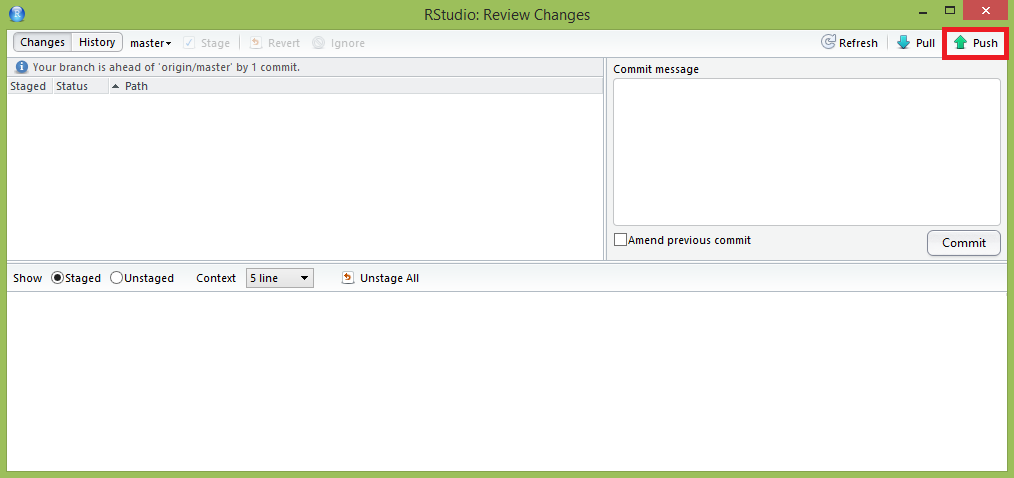 RStudio: Review Changes
Changes History master Stage Revert Ignore Refresh Pull Push
Your branch is ahead of 'origin/master' by 1 commit.
Commit message
Staged Status Path
Amend previous commit
Commit
Show Staged Unstaged Context 5 line Unstage All